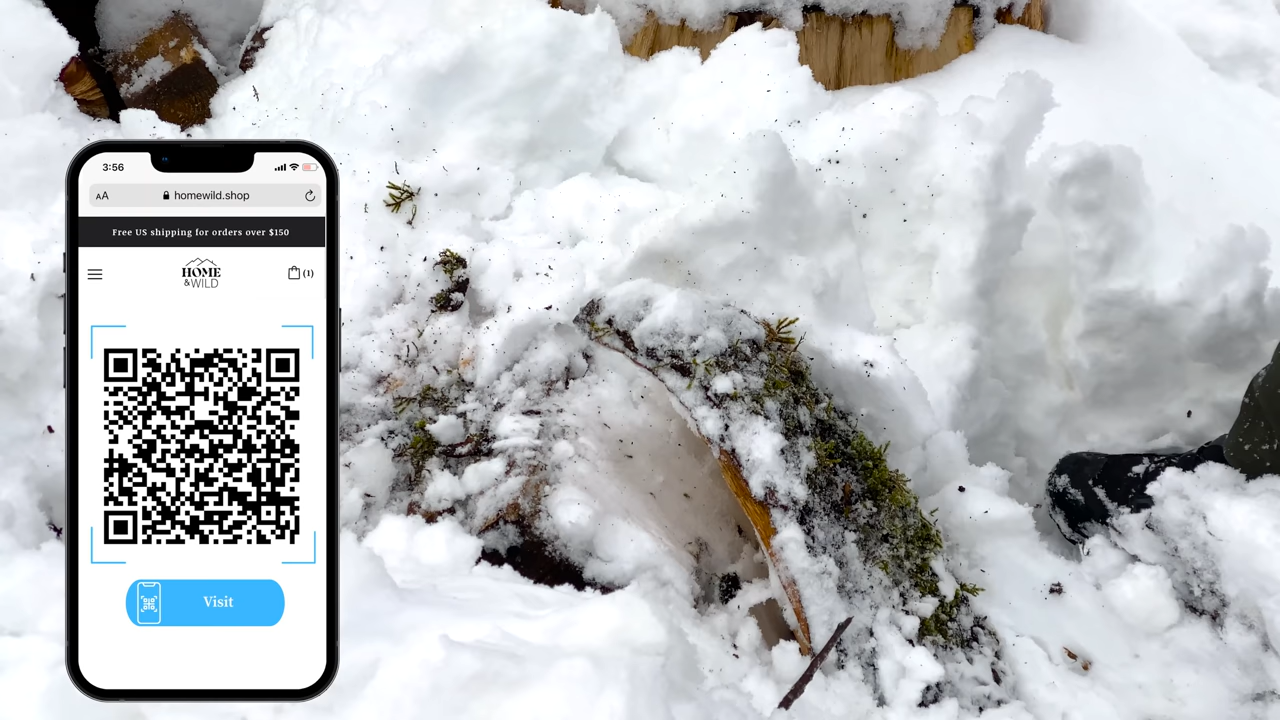 3:56
AA homewild.shop
Free US shipping for orders over $150
HOME
&WILD
(1)
Visit